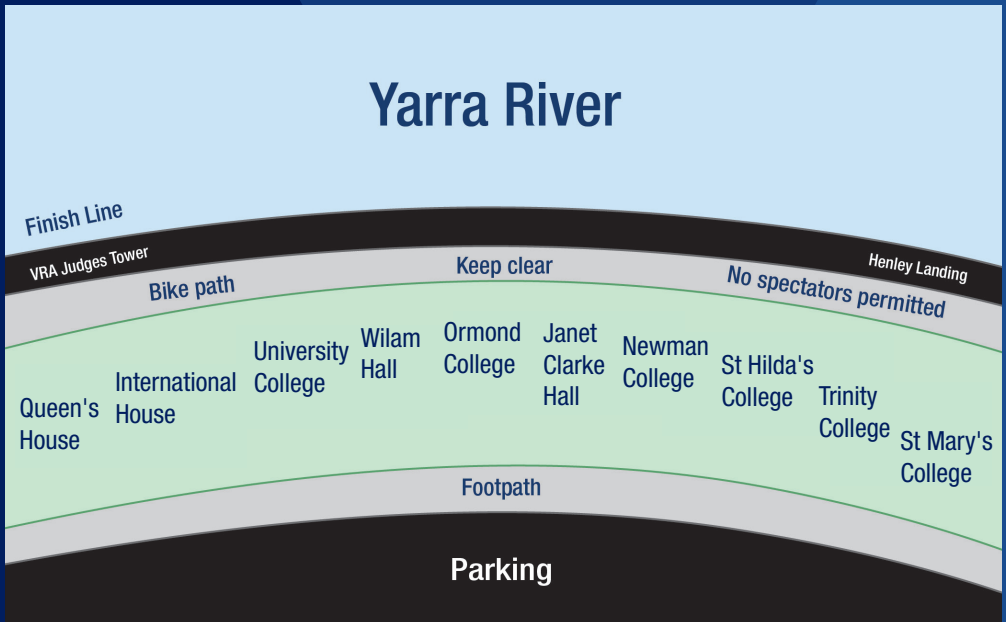 Yarra River
Finish Line
VRA Judges Tower
Henley Landing
Bike path
Keep clear
No spectators permitted
Queen's
House
International
House
University
College
Wilam
Hall
Ormond
College
Janet
Clarke
Hall
Newman
College
St Hilda's
College
Trinity
College
St Mary's
College
Footpath
Parking